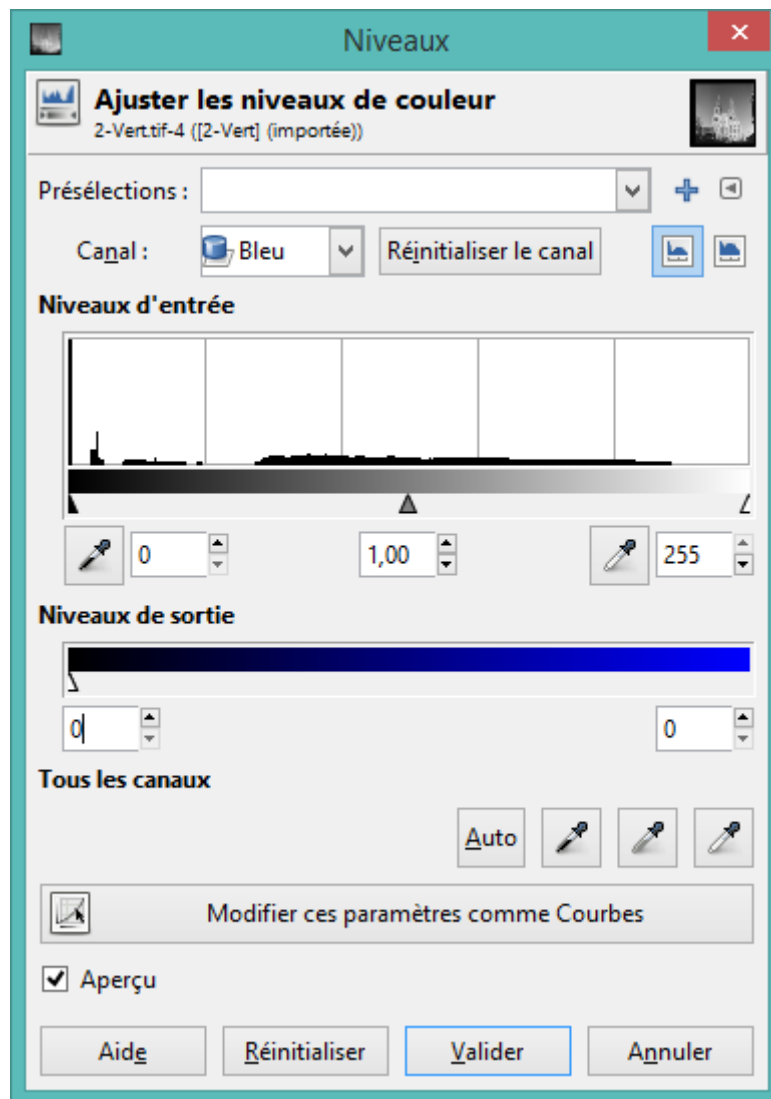 Niveaux
Ajuster les niveaux de couleur
2-Vert.tif-4 ([2-Vert] (importée))
Présélections :
Canal : Bleu Réinitialiser le canal
Niveaux d'entrée
0 1,00 255
Niveaux de sortie
0 0
Tous les canaux
Auto
Modifier ces paramètres comme Courbes
Aperçu
Aide Réinitialiser Valider Annuler